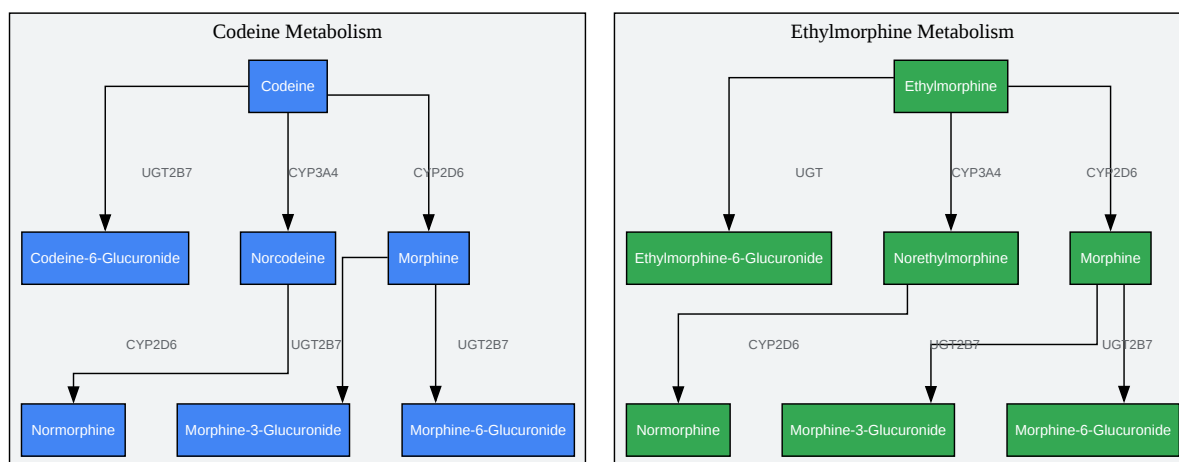 Codeine Metabolism
Codeine
UGT2B7
CYP3A4
CYP2D6
Codeine-6-Glucuronide
Norcodeine
Morphine
CYP2D6
UGT2B7
UGT2B7
Normorphine
Morphine-3-Glucuronide
Morphine-6-Glucuronide
Ethylmorphine Metabolism
Ethylmorphine
UGT
CYP3A4
CYP2D6
Ethylmorphine-6-Glucuronide
Norethylmorphine
Morphine
CYP2D6
UGT2B7
UGT2B7
Normorphine
Morphine-3-Glucuronide
Morphine-6-Glucuronide